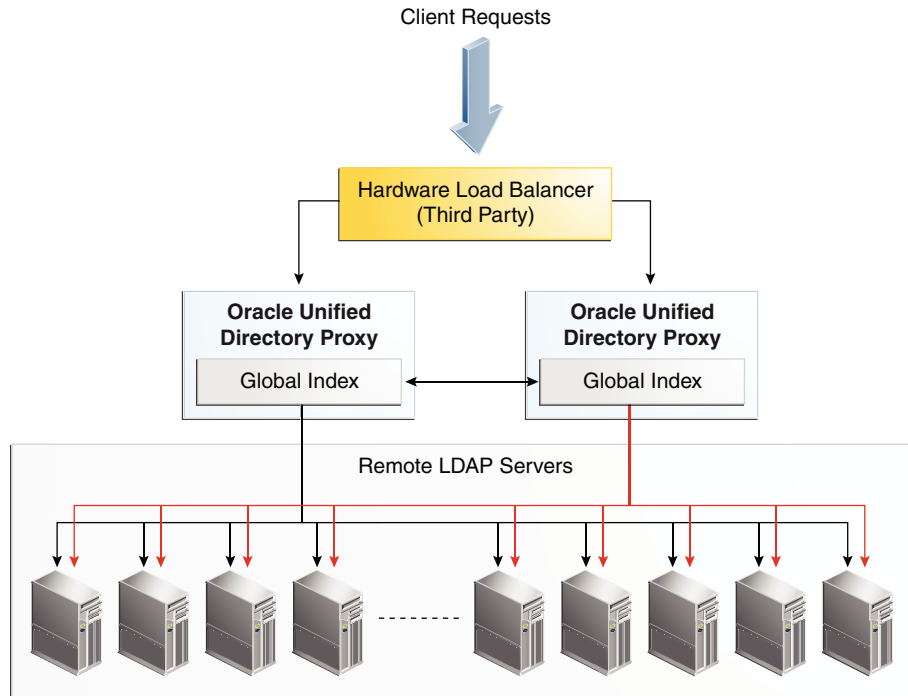 Client Requests
Hardware Load Balancer
(Third Party)
Oracle Unified
Directory Proxy
Global Index
Oracle Unified
Directory Proxy
Global Index
Remote LDAP Servers